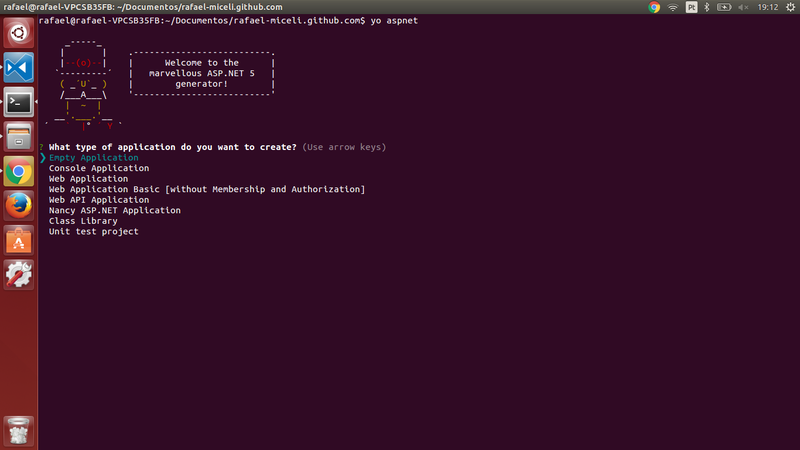 rafael@rafael-VPCSB35FB: ~/Documentos/rafael-miceli.github.com
Pt
19:12
rafael@rafael-VPCSB35FB:~/Documentos/rafael-miceli.github.com$ yo aspnet
Welcome to the
marvellous ASP.NET 5
generator!
? What type of application do you want to create? (Use arrow keys)
❯ Empty Application
Console Application
Web Application
Web Application Basic [without Membership and Authorization]
Web API Application
Nancy ASP.NET Application
Class Library
Unit test project